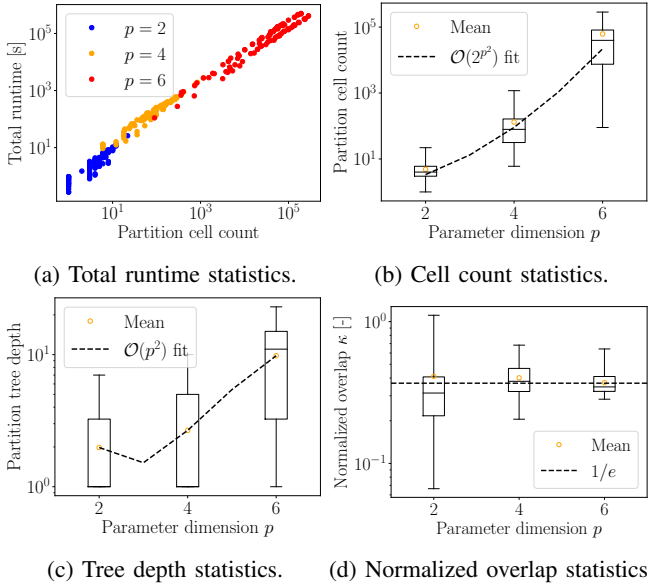 Total runtime [s]
10^5
10^3
10^1
p = 2
p = 4
p = 6
10^1
10^3
10^5
Partition cell count
(a) Total runtime statistics.
Partition cell count
10^5
10^3
10^1
Mean
𝒪(2^{p^2}) fit
2
4
6
Parameter dimension p
(b) Cell count statistics.
Partition tree depth
10^1
10^0
Mean
𝒪(p^2) fit
2
4
6
Parameter dimension p
(c) Tree depth statistics.
Normalized overlap κ [-]
10^0
10^{-1}
Mean
1/e
2
4
6
Parameter dimension p
(d) Normalized overlap statistics